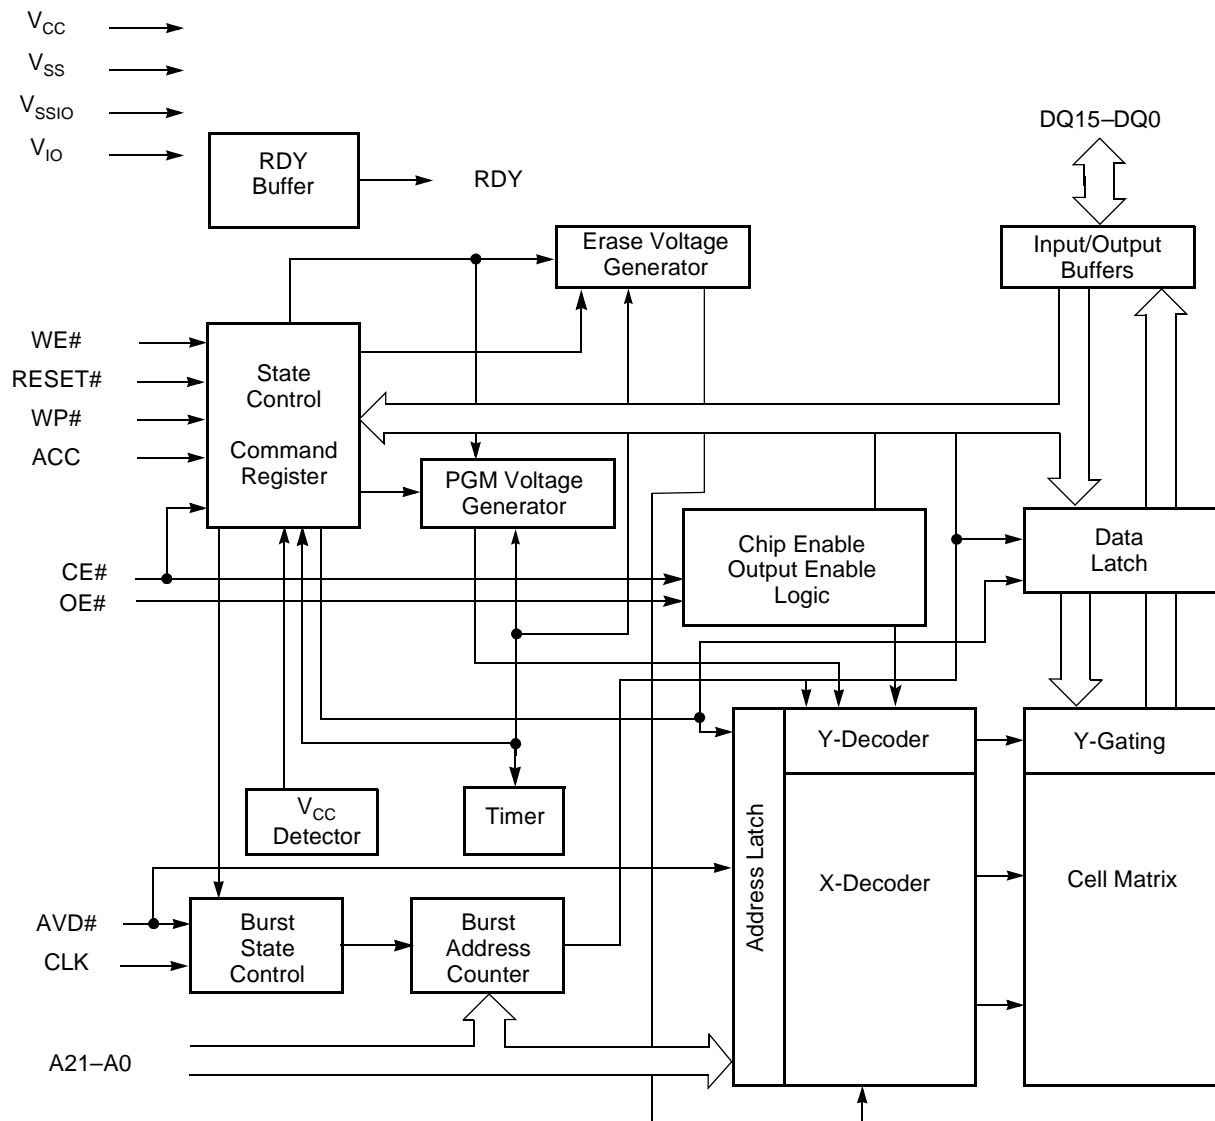 VCC
VSS
VSSIO
VIO
RDY
Buffer
RDY
DQ15–DQ0
Erase Voltage
Generator
Input/Output
Buffers
WE#
RESET#
WP#
ACC
State
Control
Command
Register
PGM Voltage
Generator
Chip Enable
Output Enable
Logic
Data
Latch
CE#
OE#
Y-Decoder
Y-Gating
VCC
Detector
Timer
Address Latch
X-Decoder
Cell Matrix
AVD#
CLK
Burst
State
Control
Burst
Address
Counter
A21–A0